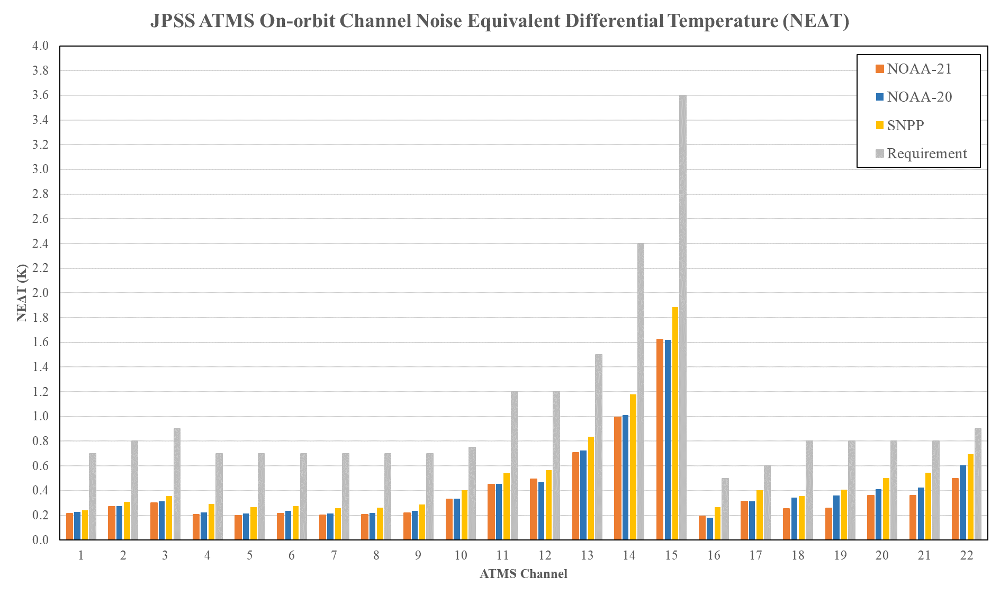 JPSS ATMS On-orbit Channel Noise Equivalent Differential Temperature (NEΔT)
4.0
3.8
3.6
3.4
3.2
3.0
2.8
2.6
2.4
2.2
2.0
1.8
1.6
1.4
1.2
1.0
0.8
0.6
0.4
0.2
0.0
NEΔT (K)
NOAA-21
NOAA-20
SNPP
Requirement
1 2 3 4 5 6 7 8 9 10 11 12 13 14 15 16 17 18 19 20 21 22
ATMS Channel